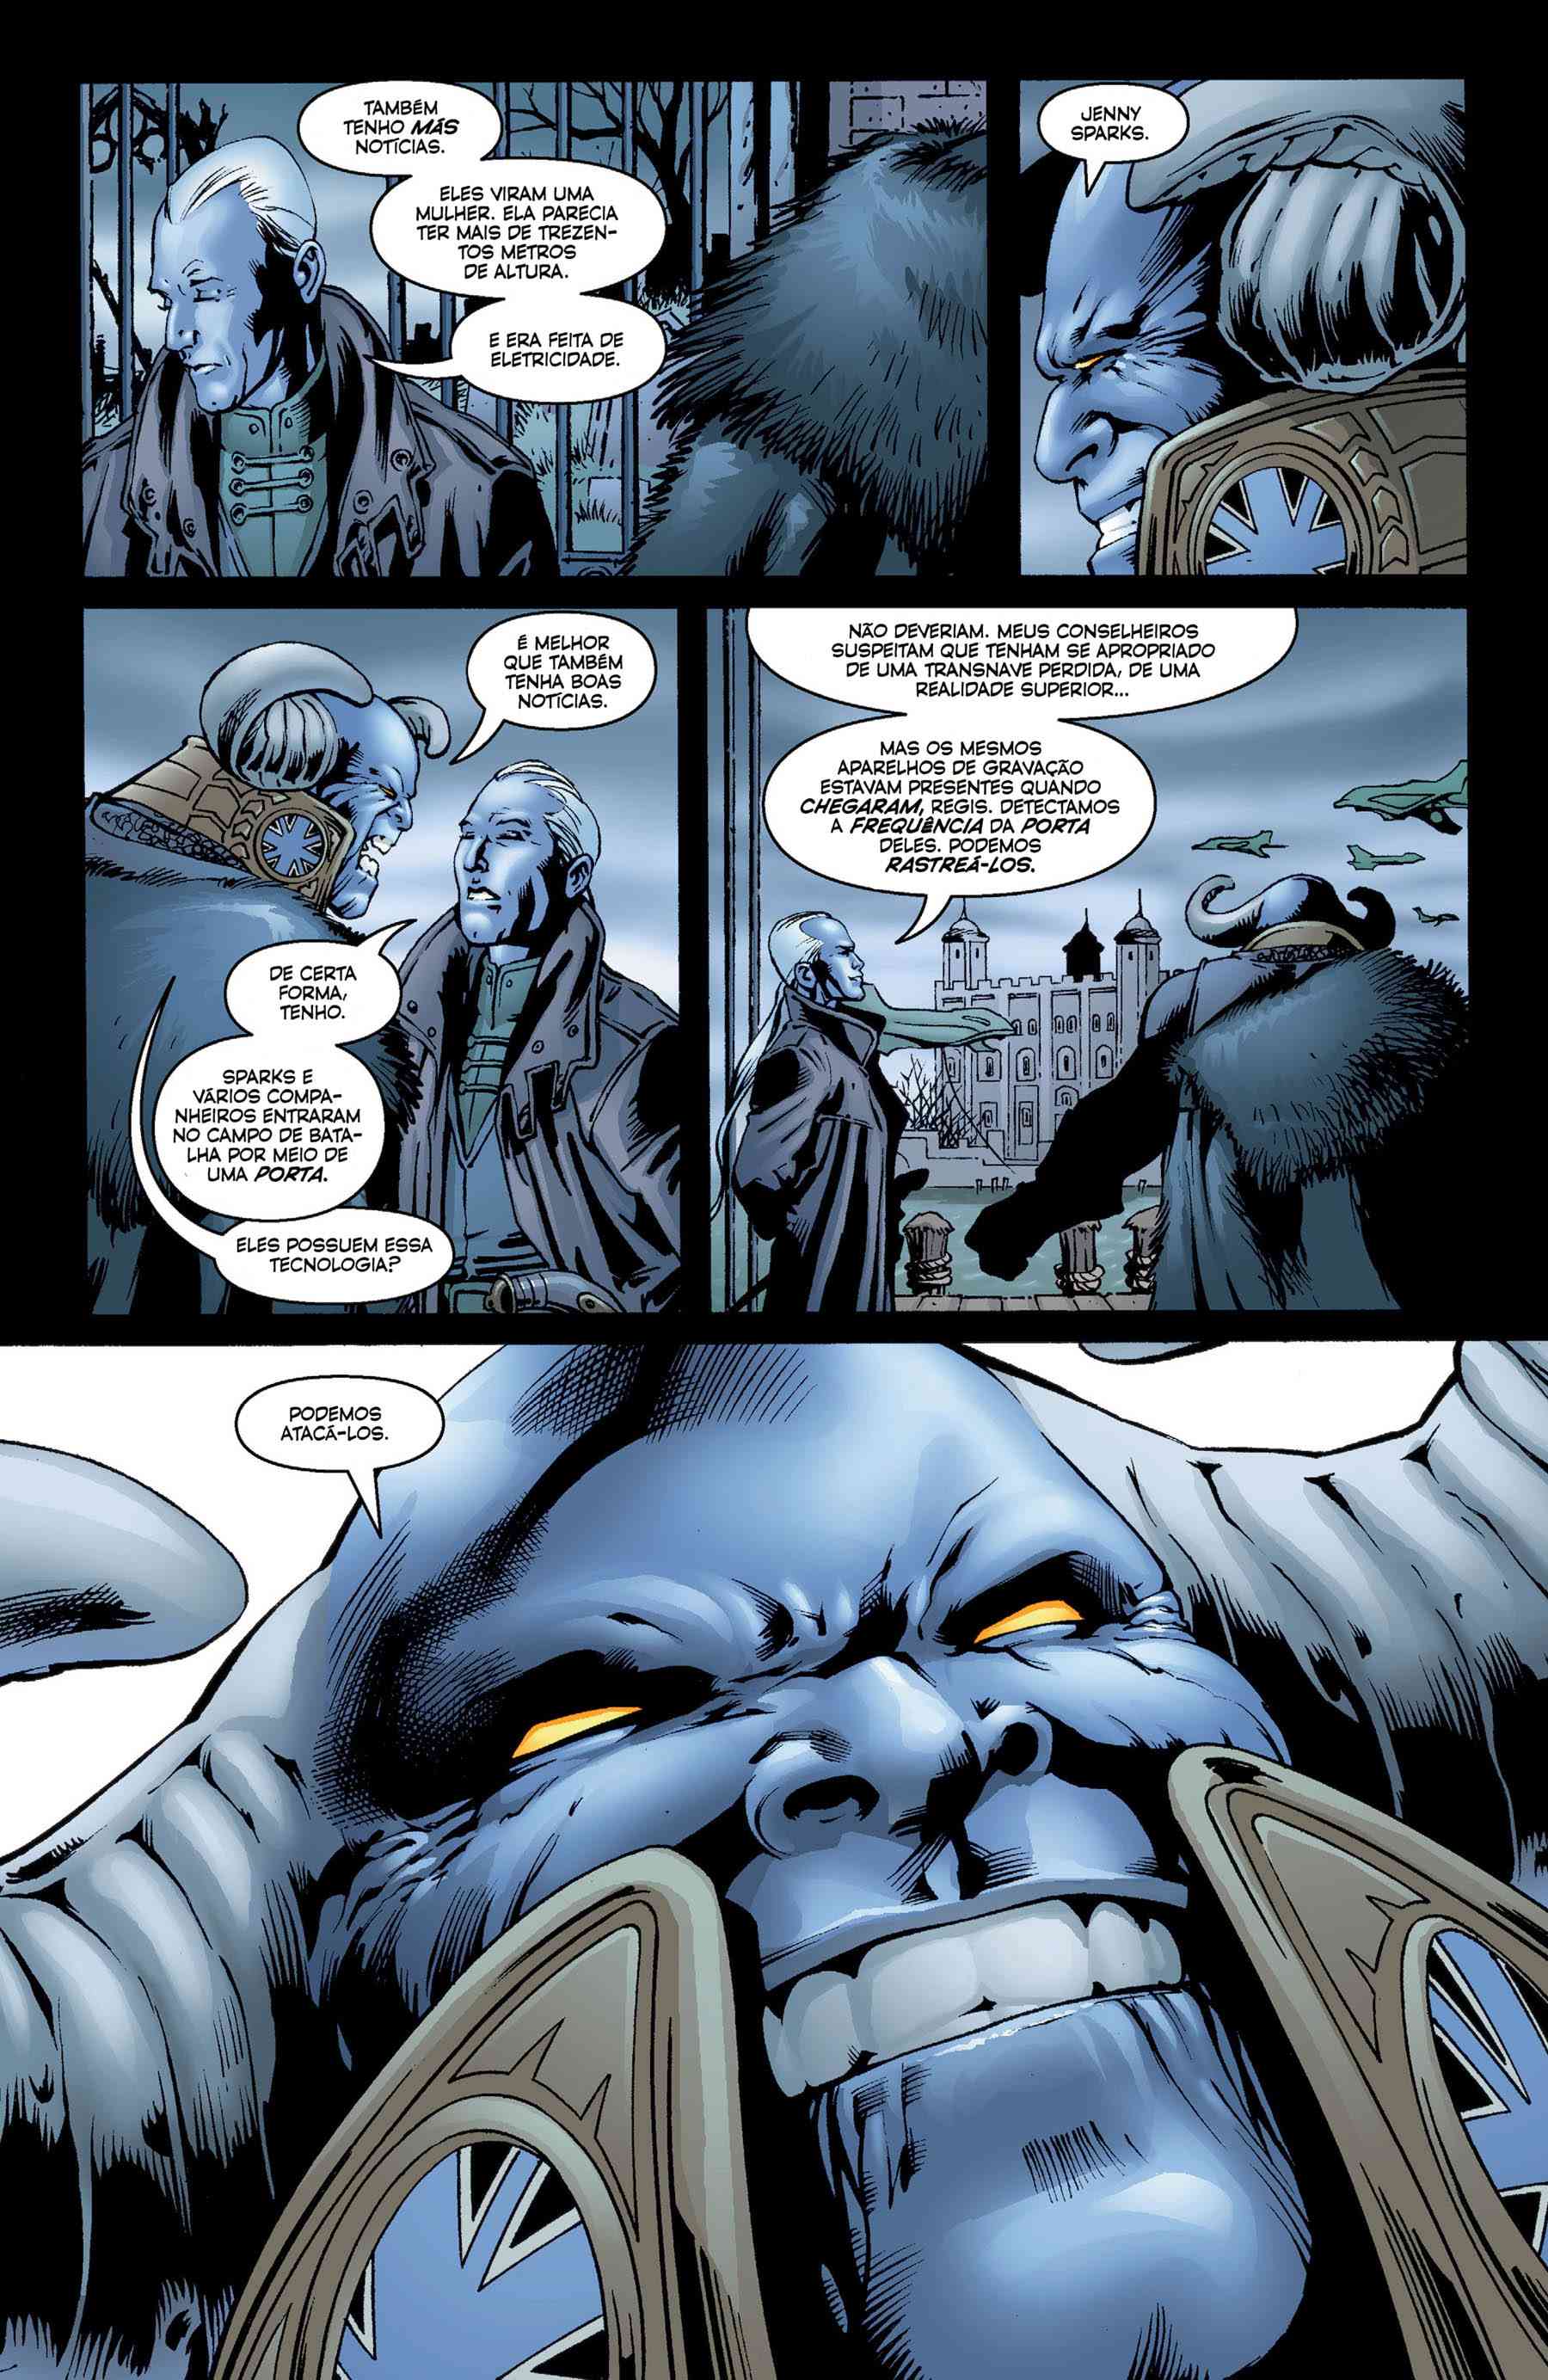 TAMBÉM
TENHO MÁS
NOTÍCIAS.
ELES VIRAM UMA
MULHER. ELA PARECIA
TER MAIS DE TREZEN-
TOS METROS
DE ALTURA.
E ERA FEITA DE
ELETRICIDADE.
JENNY
SPARKS.
É MELHOR
QUE TAMBÉM
TENHA BOAS
NOTÍCIAS.
DE CERTA
FORMA,
TENHO.
SPARKS E
VÁRIOS COMPA-
NHEIROS ENTRARAM
NO CAMPO DE BATA-
LHA POR MEIO DE
UMA PORTA.
ELES POSSUEM ESSA
TECNOLOGIA?
NÃO DEVERIAM. MEUS CONSELHEIROS
SUSPEITAM QUE TENHAM SE APROPRIADO
DE UMA TRANSNAVE PERDIDA, DE UMA
REALIDADE SUPERIOR...
MAS OS MESMOS
APARELHOS DE GRAVAÇÃO
ESTAVAM PRESENTES QUANDO
CHEGARAM, REGIS. DETECTAMOS
A FREQUÊNCIA DA PORTA
DELES. PODEMOS
RASTREÁ-LOS.
PODEMOS
ATACÁ-LOS.